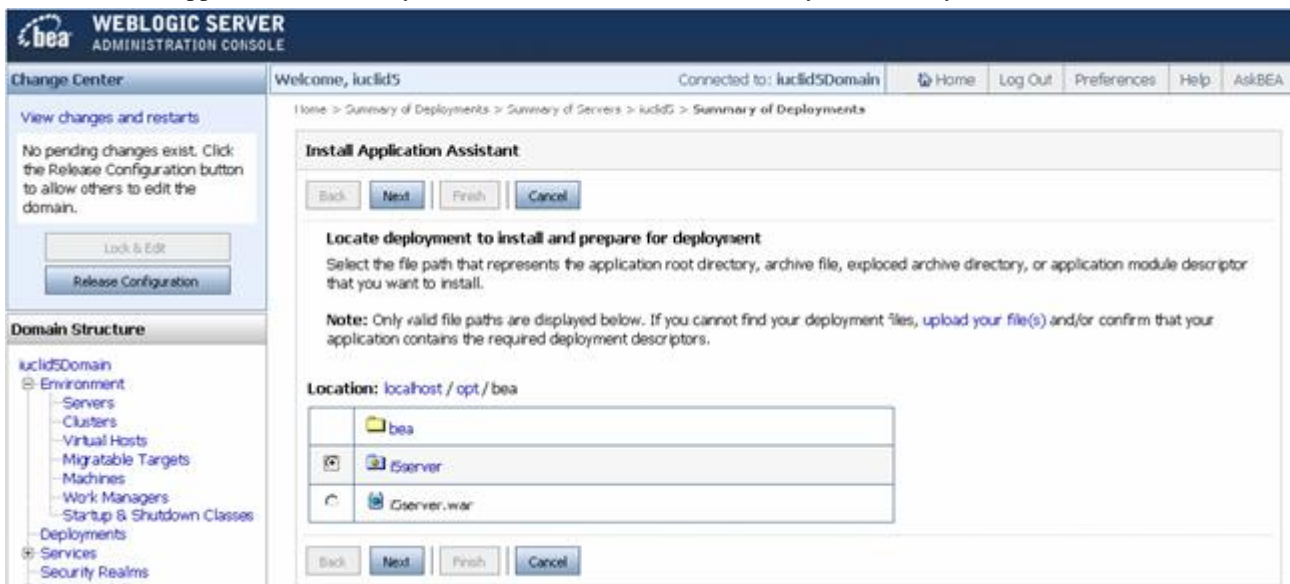 bea WEBLOGIC SERVER
ADMINISTRATION CONSOLE
Change Center
Welcome, iuclid5
Connected to: iuclid5Domain
Home
Log Out
Preferences
Help
AskBEA
View changes and restarts
No pending changes exist. Click
the Release Configuration button
to allow others to edit the
domain.
Lock & Edit
Release Configuration
Domain Structure
iuclid5Domain
Environment
Servers
Clusters
Virtual Hosts
Migratable Targets
Machines
Work Managers
Startup & Shutdown Classes
Deployments
Services
Security Realms
Home > Summary of Deployments > Summary of Servers > iuclid5 > Summary of Deployments
Install Application Assistant
Back Next Finish Cancel
Locate deployment to install and prepare for deployment
Select the file path that represents the application root directory, archive file, exploded archive directory, or application module descriptor
that you want to install.
Note: Only valid file paths are displayed below. If you cannot find your deployment files, upload your file(s) and/or confirm that your
application contains the required deployment descriptors.
Location: localhost / opt / bea
bea
i5server
i5server.war
Back Next Finish Cancel